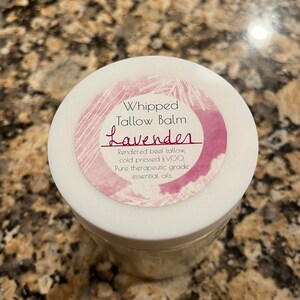 Whipped
Tallow Balm
Lavender
Rendered beef tallow,
cold pressed EVOO,
Pure therapeutic grade
essential oils.